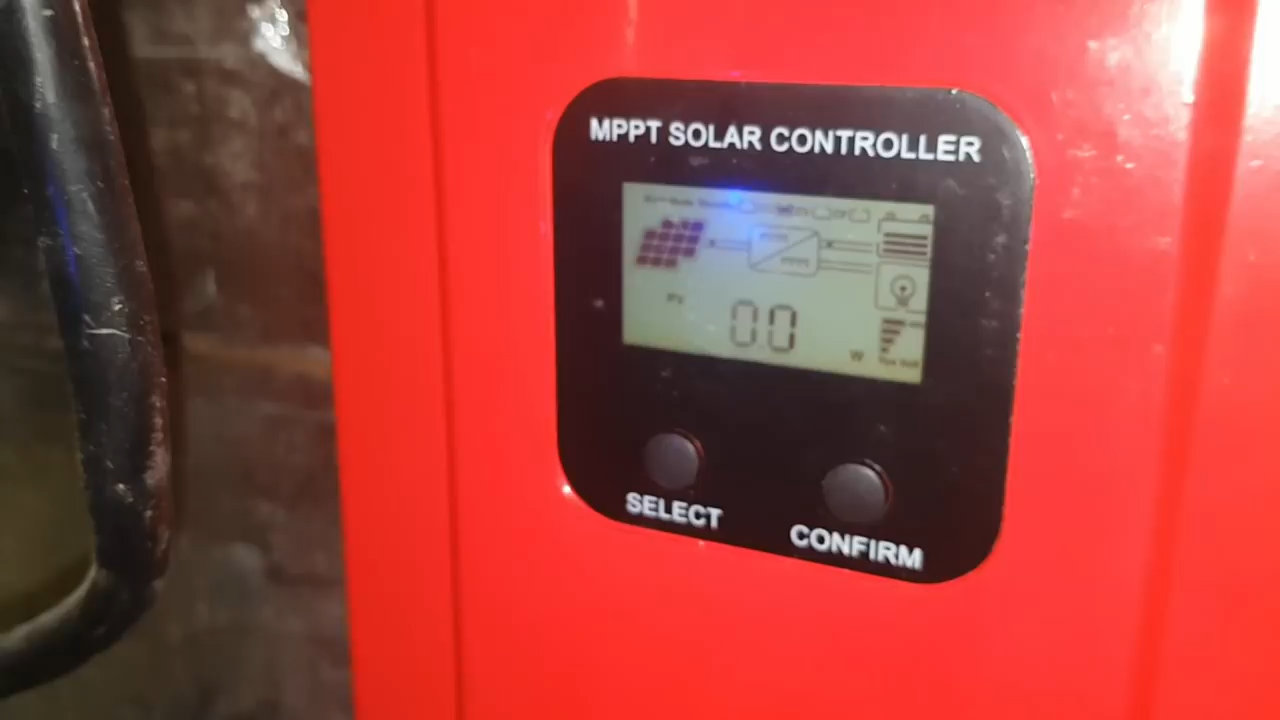 MPPT SOLAR CONTROLLER
PV
00
W
SELECT
CONFIRM